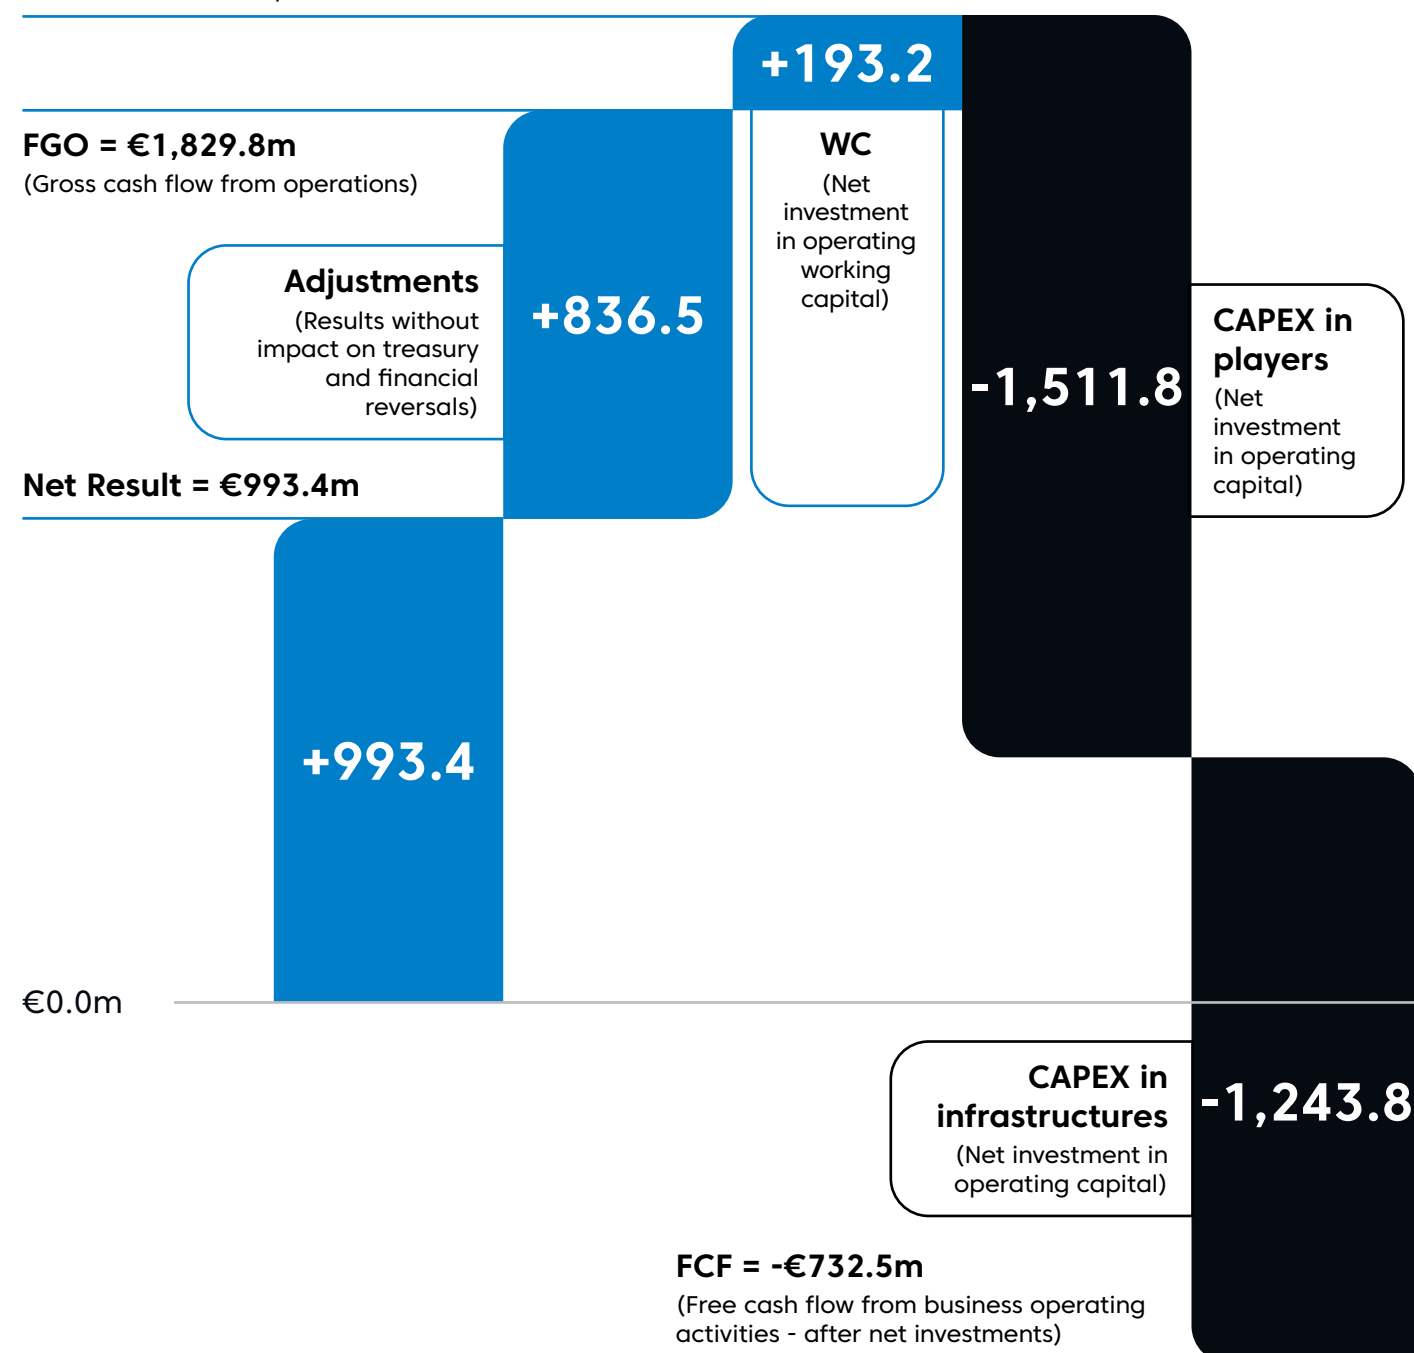 +193.2
FGO = €1,829.8m
(Gross cash flow from operations)
WC
(Net
investment
in operating
working
capital)
Adjustments
(Results without
impact on treasury
and financial
reversals)
+836.5
-1,511.8
CAPEX in
players
(Net
investment
in operating
capital)
Net Result = €993.4m
+993.4
€0.0m
CAPEX in
infrastructures
(Net investment in
operating capital)
-1,243.8
FCF = -€732.5m
(Free cash flow from business operating
activities - after net investments)